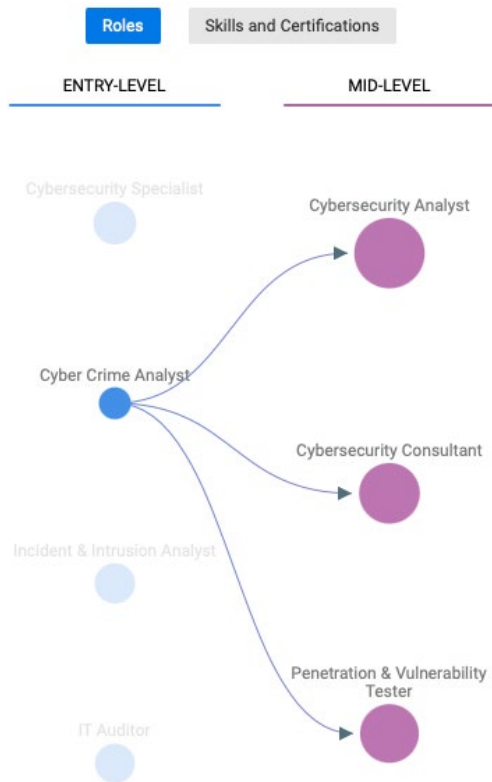 Roles
Skills and Certifications
ENTRY-LEVEL
MID-LEVEL
Cybersecurity Specialist
Cybersecurity Analyst
Cyber Crime Analyst
Cybersecurity Consultant
Incident & Intrusion Analyst
Penetration & Vulnerability
Tester
IT Auditor